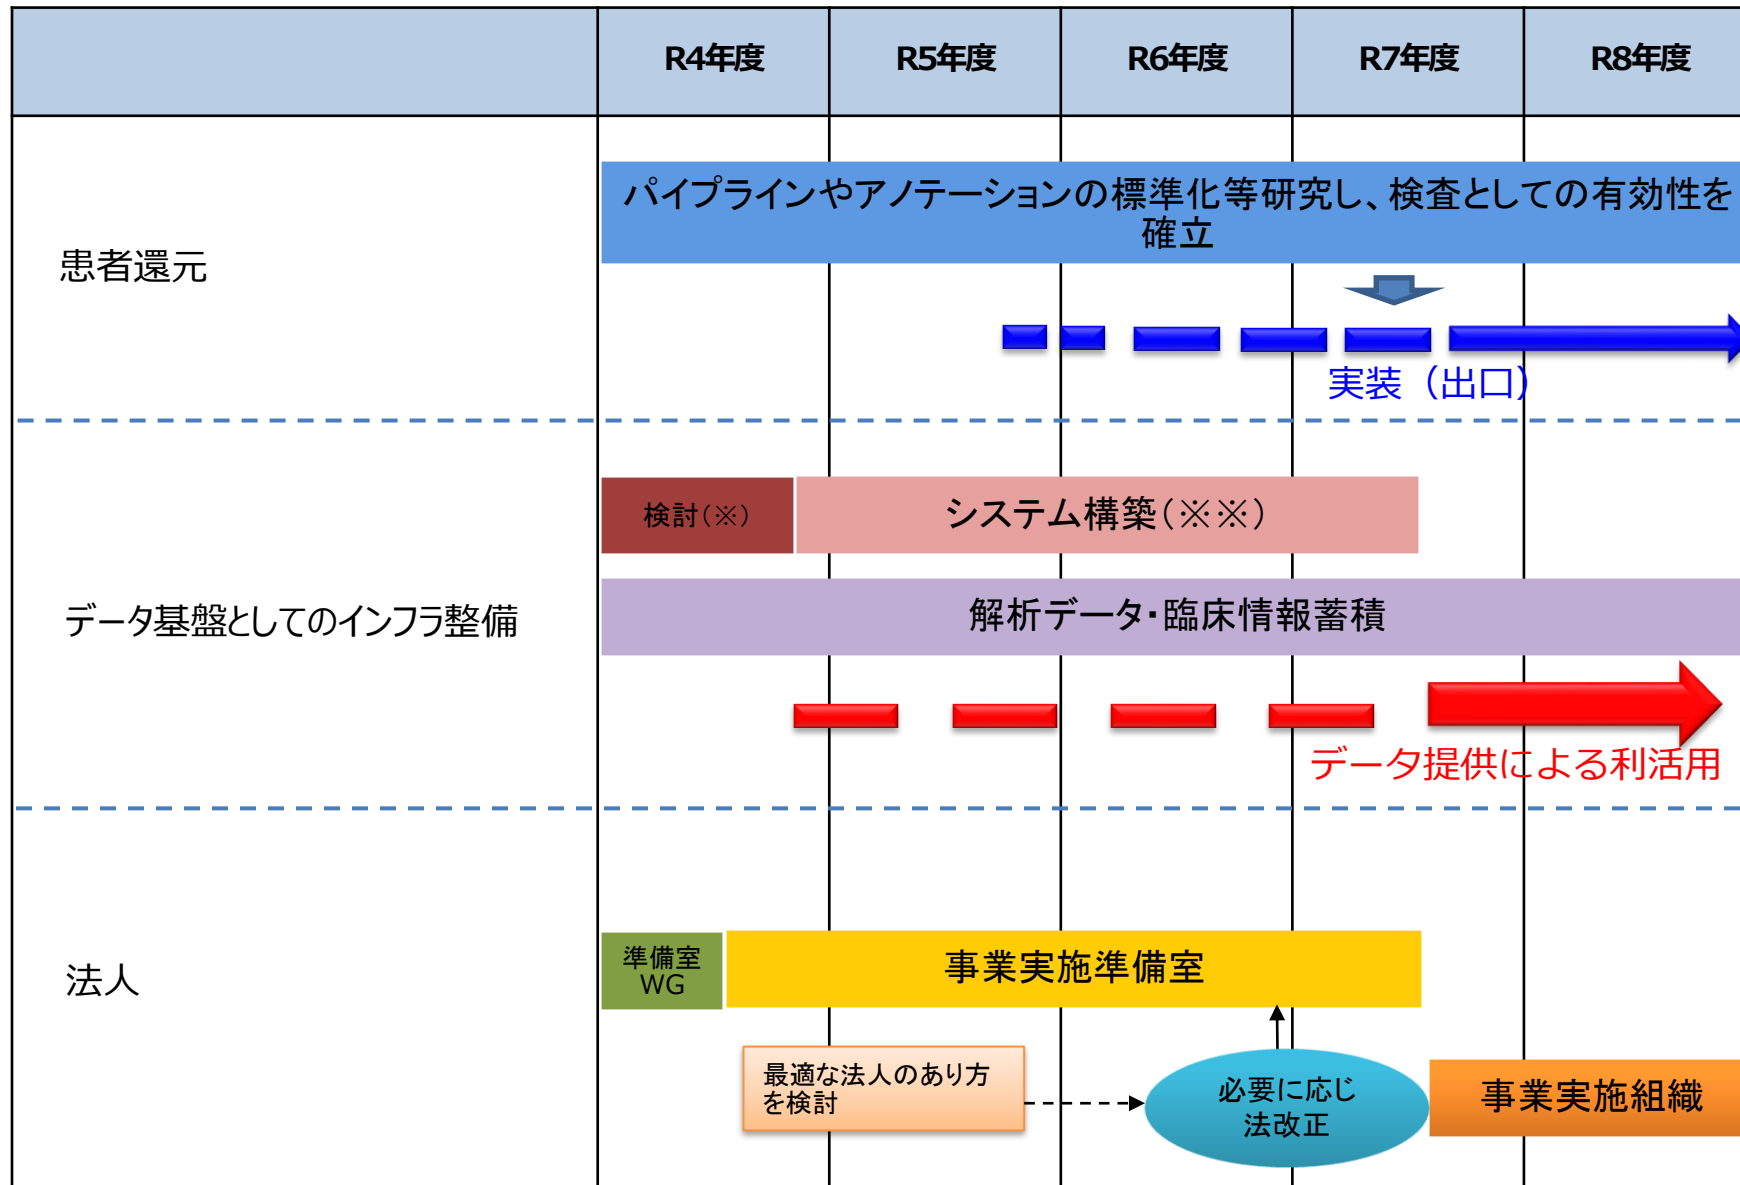 R4年度
R5年度
R6年度
R7年度
R8年度
患者還元
パイプラインやアノテーションの標準化等研究し、検査としての有効性を
確立
実装（出口）
データ基盤としてのインフラ整備
検討（※）
システム構築（※※）
解析データ・臨床情報蓄積
データ提供による利活用
法人
準備室
WG
事業実施準備室
最適な法人のあり方
を検討
必要に応じ
法改正
事業実施組織